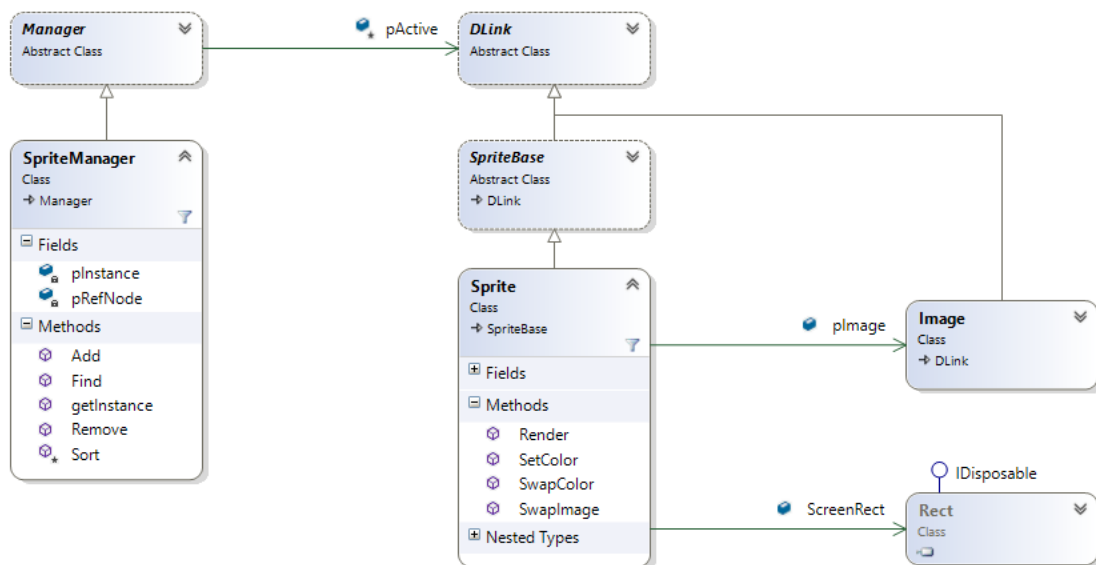 Manager
Abstract Class
pActive
DLink
Abstract Class
SpriteManager
Class
Manager
Fields
pInstance
pRefNode
Methods
Add
Find
getInstance
Remove
Sort
SpriteBase
Abstract Class
DLink
Sprite
Class
SpriteBase
Fields
Methods
Render
SetColor
SwapColor
SwapImage
Nested Types
pImage
Image
Class
DLink
ScreenRect
IDisposable
Rect
Class